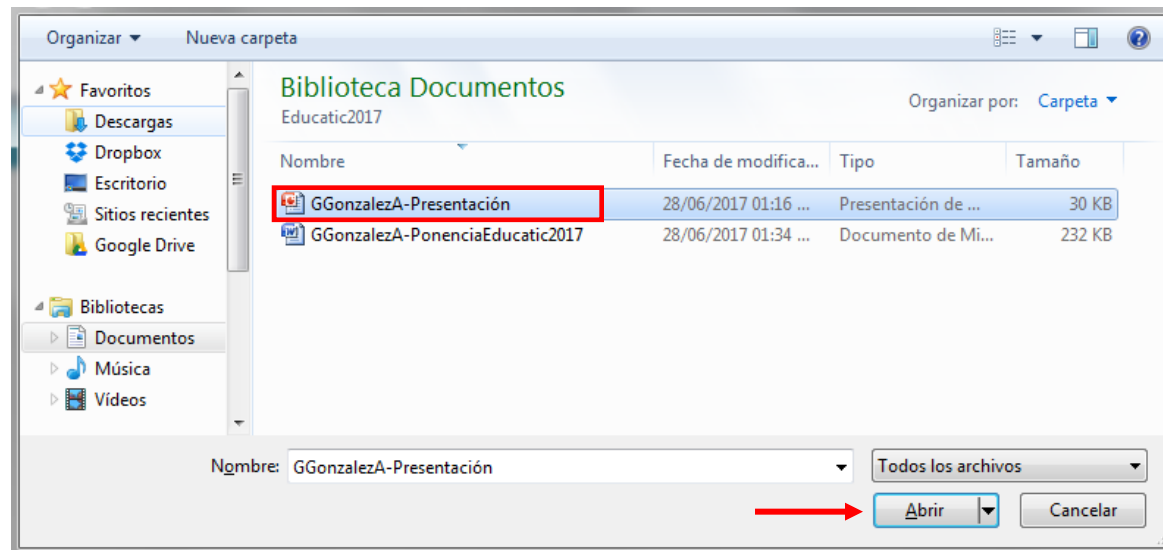 Organizar Nueva carpeta
Favoritos
Descargas
Dropbox
Escritorio
Sitios recientes
Google Drive
Bibliotecas
Documentos
Música
Vídeos
Biblioteca Documentos
Educatic2017
Organizar por: Carpeta
Nombre Fecha de modifica... Tipo Tamaño
GGonzalezA-Presentación 28/06/2017 01:16 ... Presentación de ... 30 KB
GGonzalezA-PonenciaEducatic2017 28/06/2017 01:34 ... Documento de Mi... 232 KB
Nombre: GGonzalezA-Presentación Todos los archivos
Abrir Cancelar